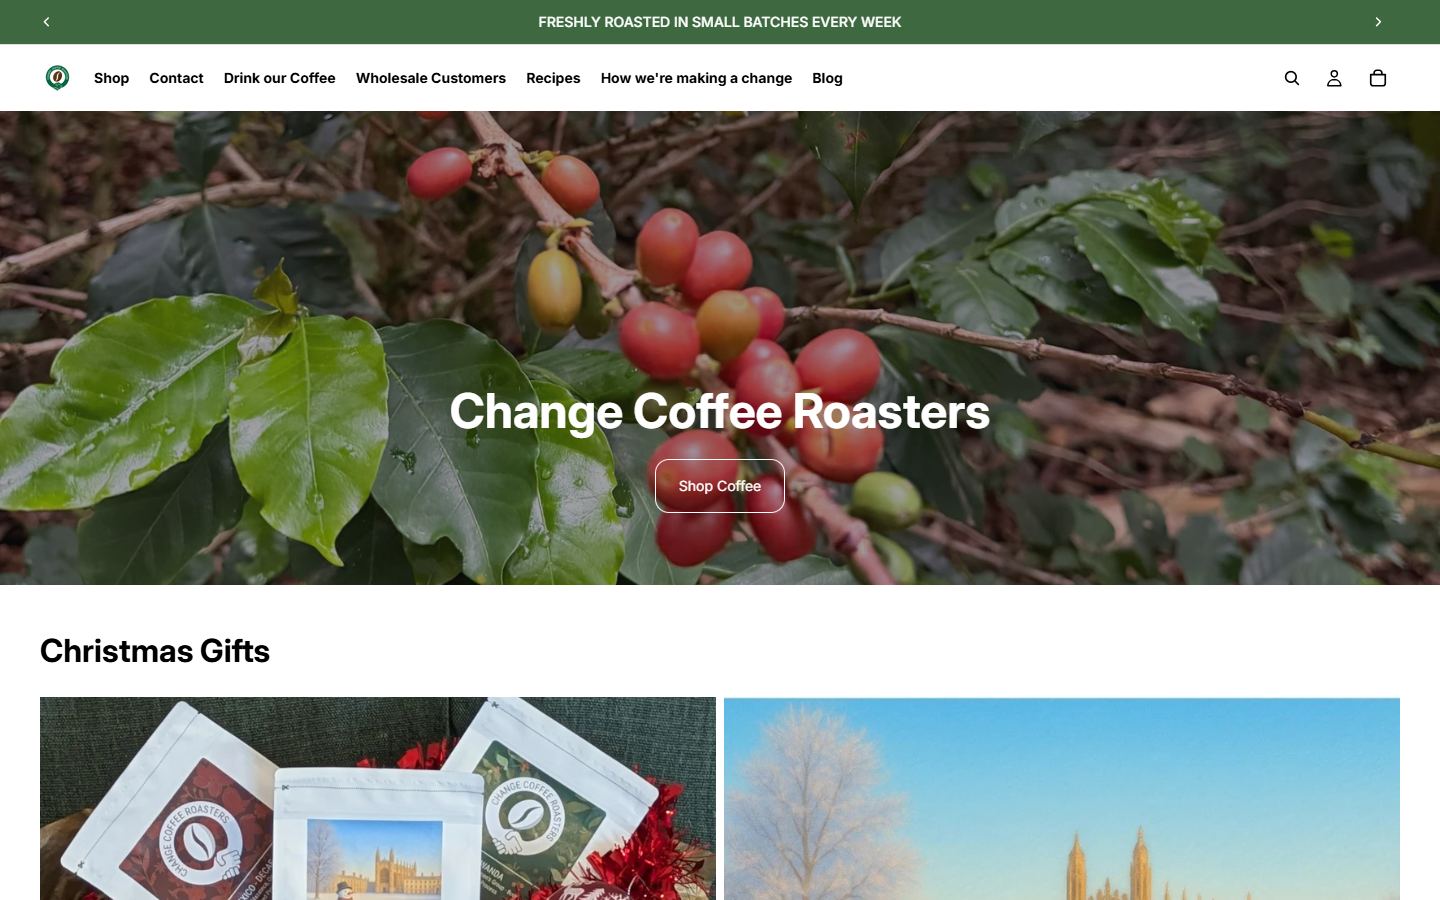 FRESHLY ROASTED IN SMALL BATCHES EVERY WEEK
Shop
Contact
Drink our Coffee
Wholesale Customers
Recipes
How we're making a change
Blog
Change Coffee Roasters
Shop Coffee
Christmas Gifts
CHANGE COFFEE ROASTERS
CHANGE COFFEE ROASTERS